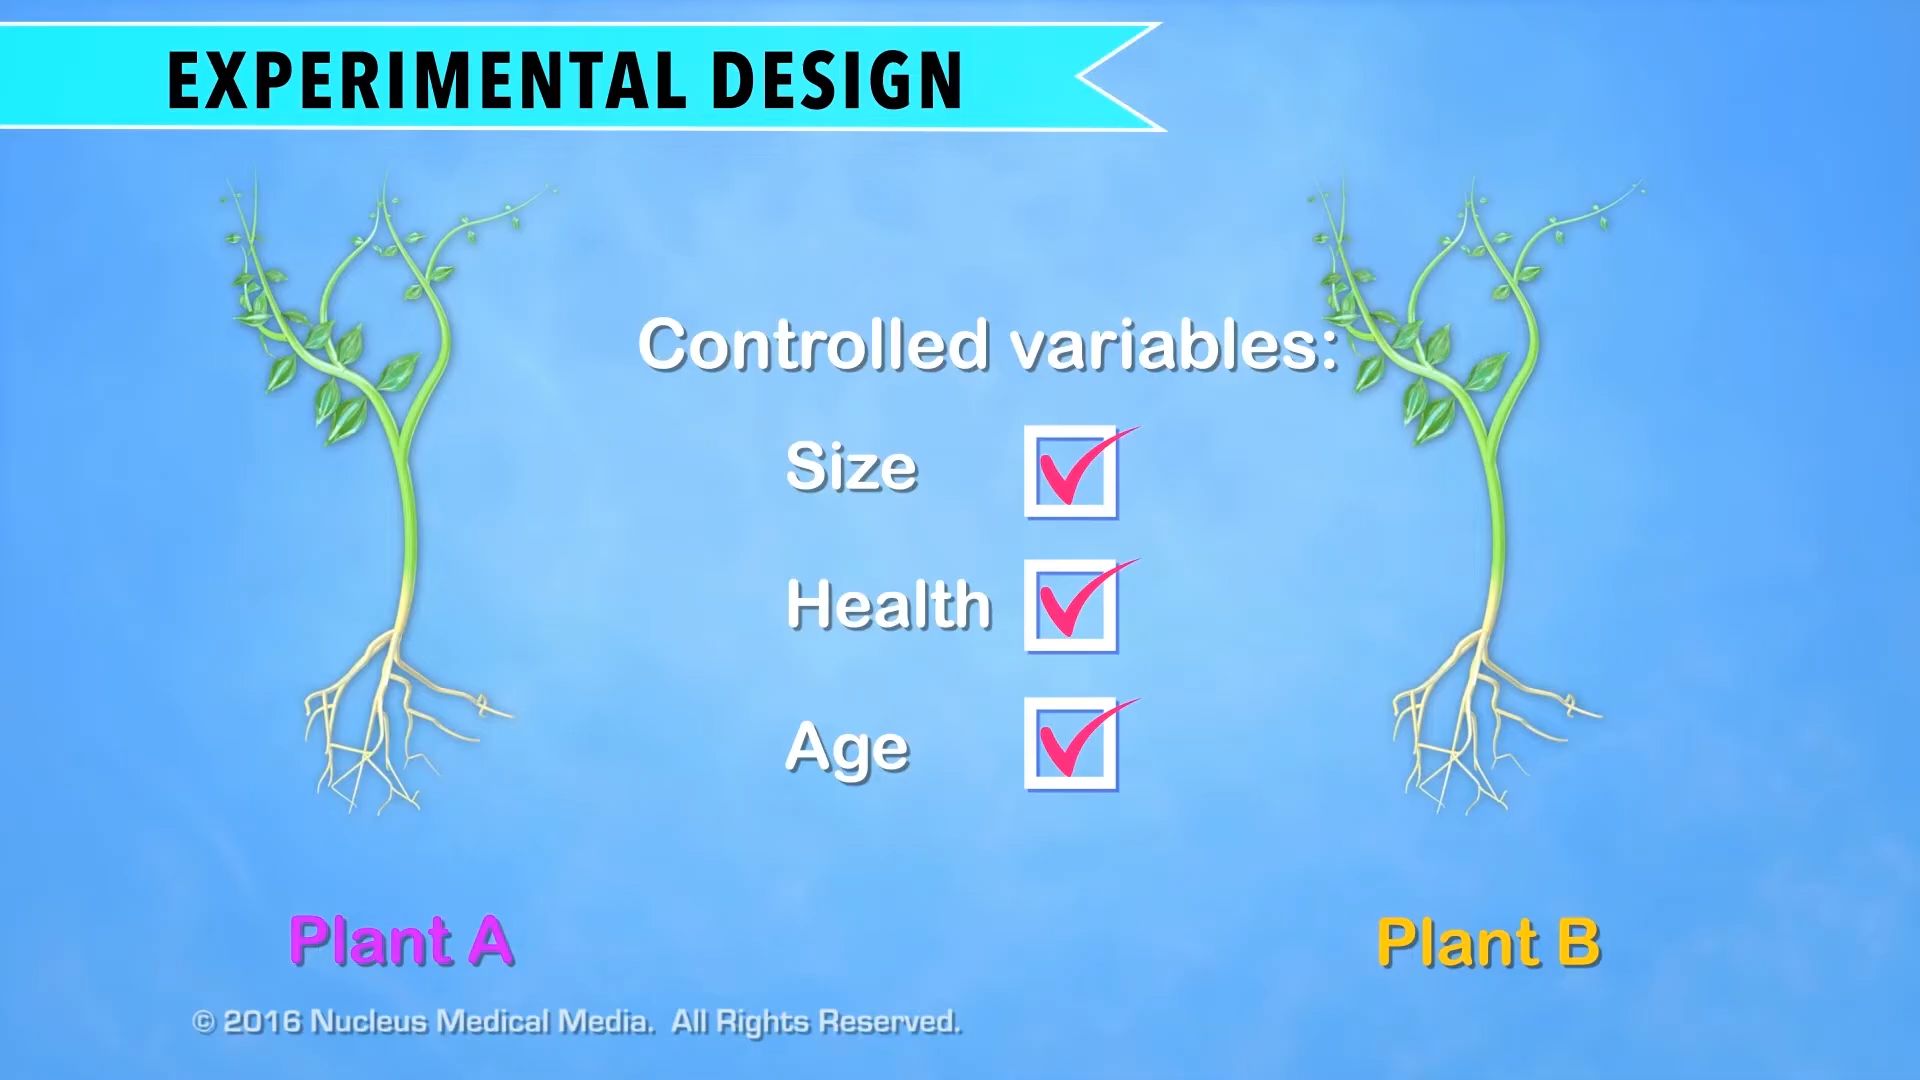 EXPERIMENTAL DESIGN
Controlled variables:
Size
Health
Age
Plant A
Plant B
© 2016 Nucleus Medical Media.  All Rights Reserved.